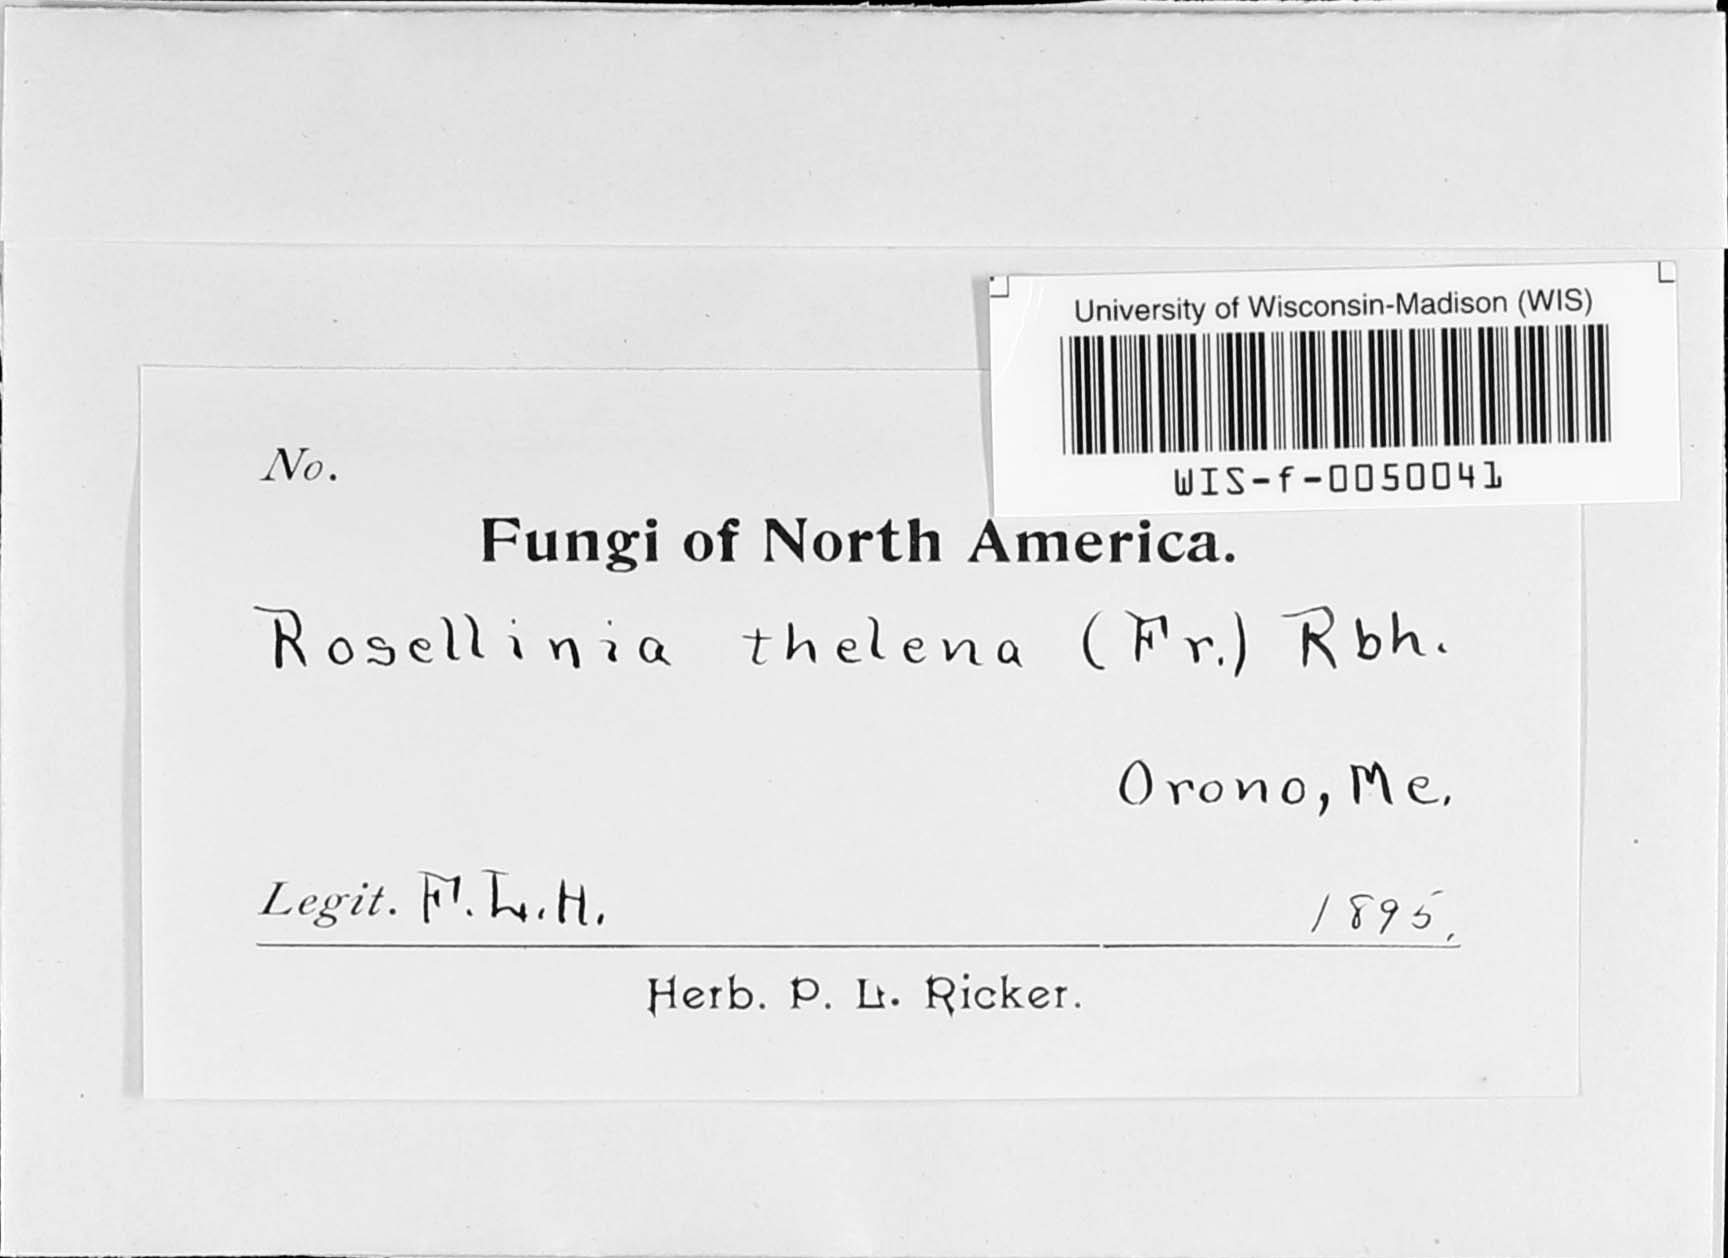 University of Wisconsin-Madison (WIS)
WIS-f-0050041
No.
Fungi of North America.
Rosellinia thelena (Fr.) Rbh.
Orono, Me.
Legit. F. L. H. 1895.
Herb. P. L. Ricker.